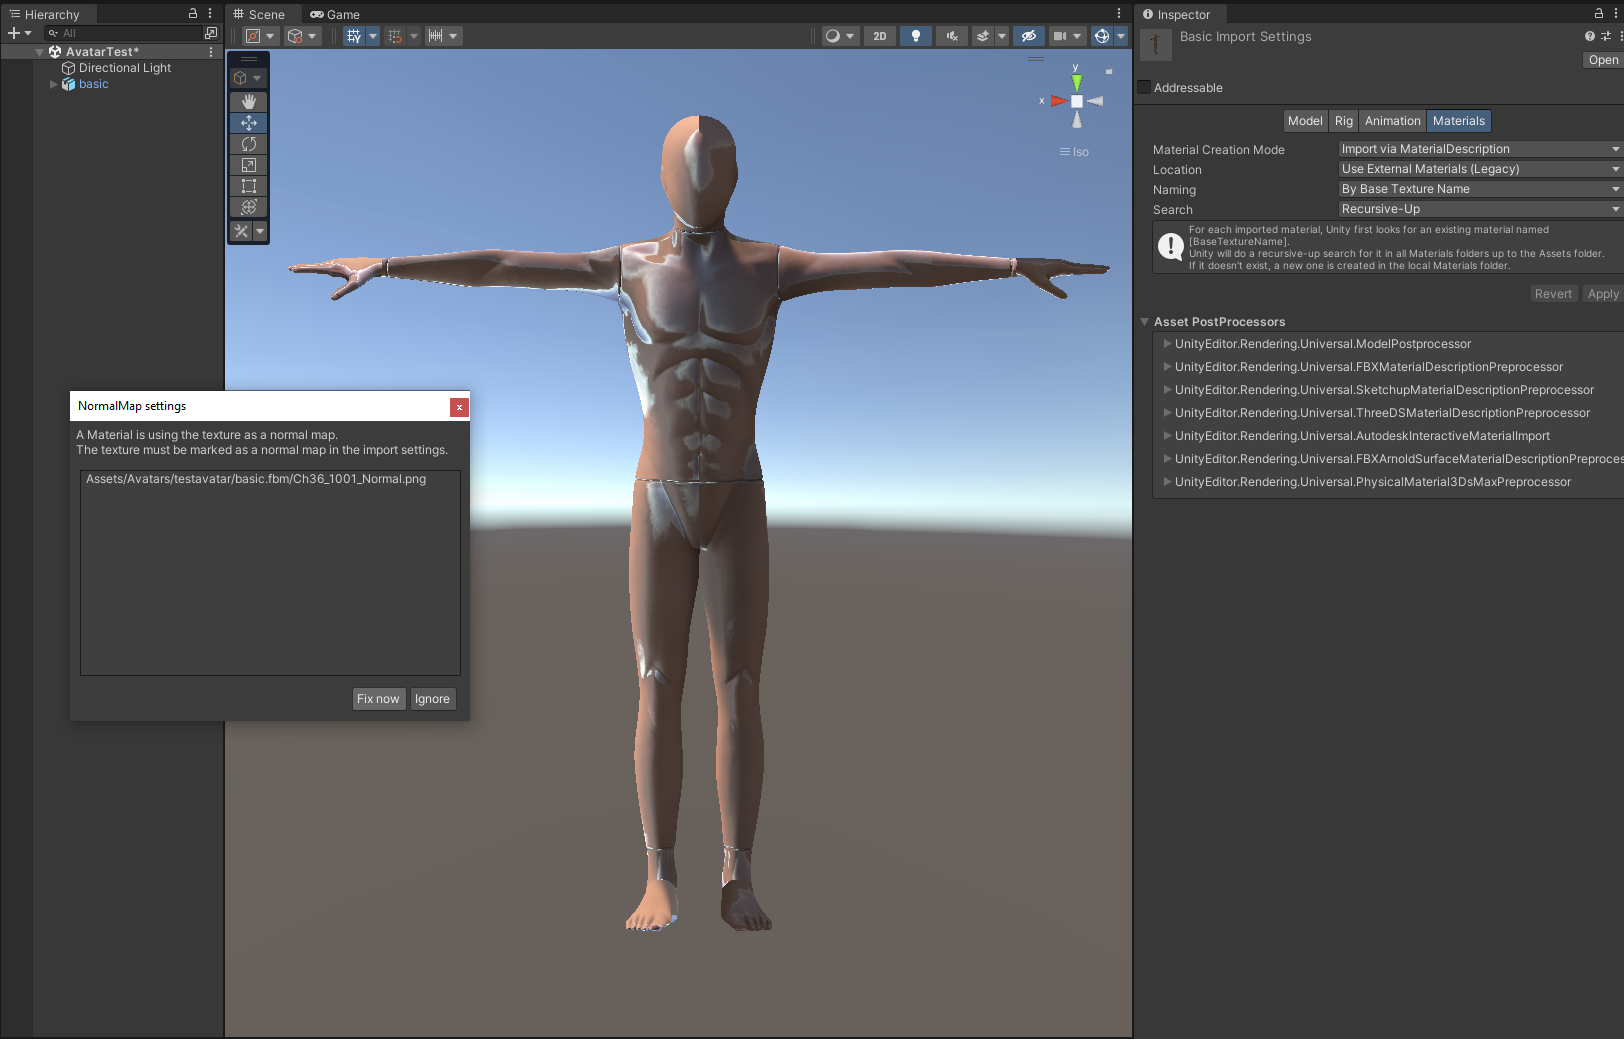 Hierarchy
All
AvatarTest*
Directional Light
basic
Scene
Game
2D
y
x
Iso
NormalMap settings
x
A Material is using the texture as a normal map.
The texture must be marked as a normal map in the import settings.
Assets/Avatars/testavatar/basic.fbm/Ch36_1001_Normal.png
Fix now
Ignore
Inspector
Basic Import Settings
Open
Addressable
Model
Rig
Animation
Materials
Material Creation Mode
Import via MaterialDescription
Location
Use External Materials (Legacy)
Naming
By Base Texture Name
Search
Recursive-Up
For each imported material, Unity first looks for an existing material named
[BaseTextureName].
Unity will do a recursive-up search for it in all Materials folders up to the Assets folder.
If it doesn't exist, a new one is created in the local Materials folder.
Revert
Apply
Asset PostProcessors
UnityEditor.Rendering.Universal.ModelPostprocessor
UnityEditor.Rendering.Universal.FBXMaterialDescriptionPreprocessor
UnityEditor.Rendering.Universal.SketchupMaterialDescriptionPreprocessor
UnityEditor.Rendering.Universal.ThreeDSMaterialDescriptionPreprocessor
UnityEditor.Rendering.Universal.AutodeskInteractiveMaterialImport
UnityEditor.Rendering.Universal.FBXArnoldSurfaceMaterialDescriptionPreproces
UnityEditor.Rendering.Universal.PhysicalMaterial3DsMaxPreprocessor